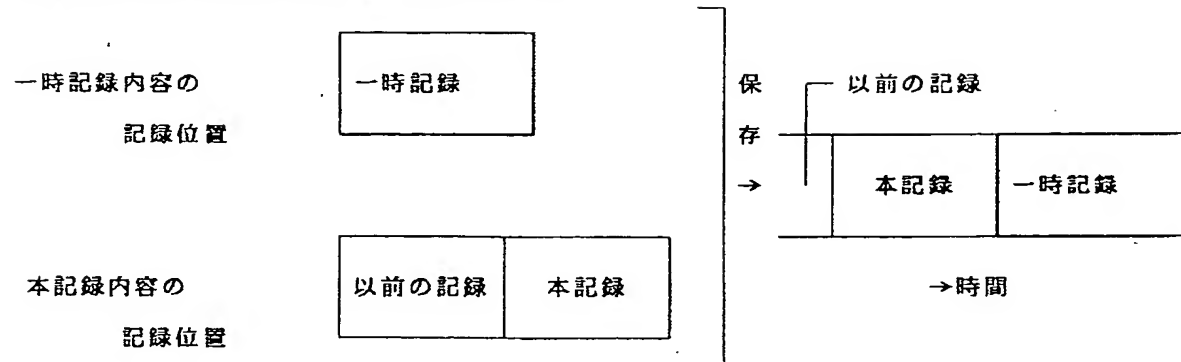 一時記録内容の
記録位置
一時記録
本記録内容の
記録位置
以前の記録
本記録
保存
→
以前の記録
本記録
一時記録
→時間